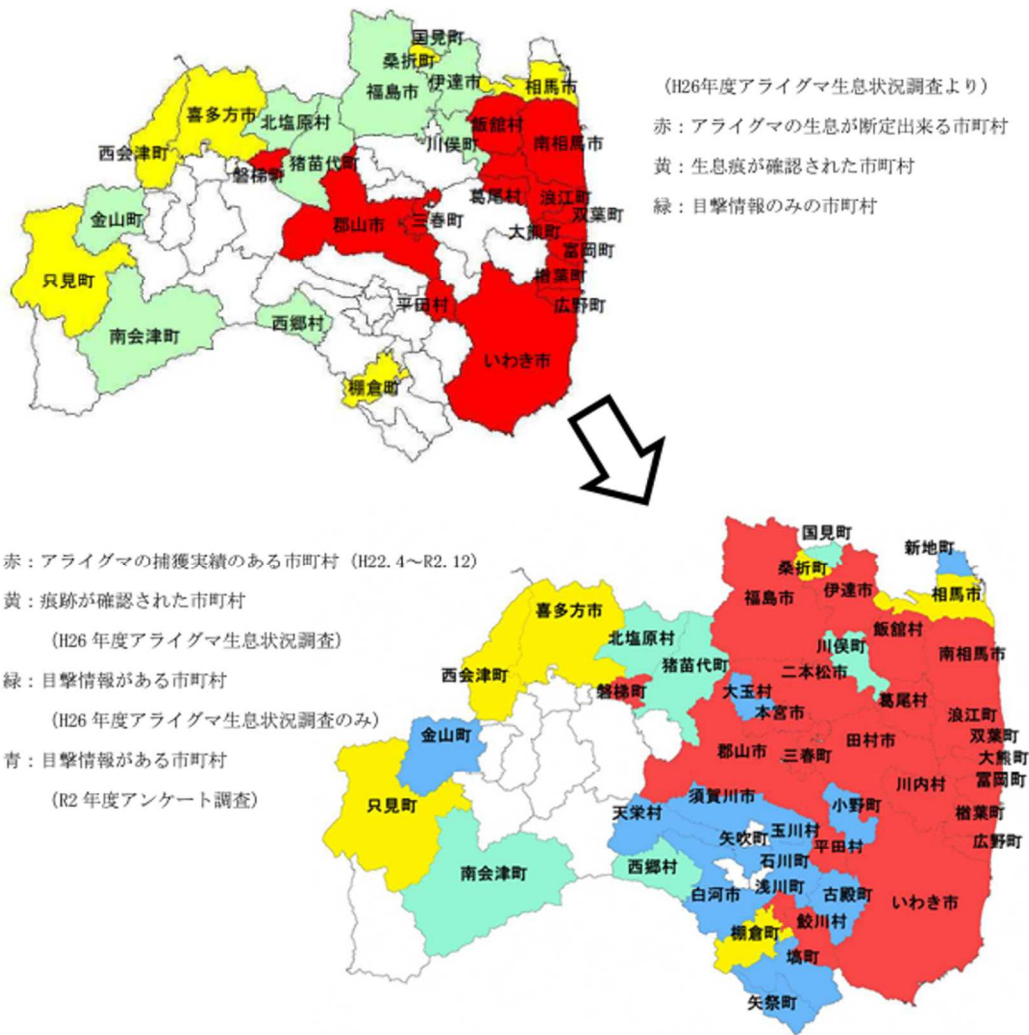 国見町
桑折町
伊達市
福島市
相馬市
喜多方市
北塩原村
飯舘村
川俣町
南相馬市
西会津町
磐梯町
猪苗代町
葛尾村
浪江町
金山町
郡山市
三春町
双葉町
大熊町
富岡町
只見町
楢葉町
平田村
広野町
南会津町
西郷村
いわき市
棚倉町
(H26年度アライグマ生息状況調査より)
赤：アライグマの生息が断定出来る市町村
黄：生息痕が確認された市町村
緑：目撃情報のみの市町村
赤：アライグマの捕獲実績のある市町村 (H22.4～R2.12)
黄：痕跡が確認された市町村
(H26 年度アライグマ生息状況調査)
緑：目撃情報がある市町村
(H26 年度アライグマ生息状況調査のみ)
青：目撃情報がある市町村
(R2 年度アンケート調査)
国見町
新地町
桑折町
伊達市
福島市
相馬市
喜多方市
飯舘村
北塩原村
川俣町
南相馬市
猪苗代町
二本松市
西会津町
磐梯町
大玉村
葛尾村
本宮市
浪江町
金山町
双葉町
田村市
郡山市
三春町
大熊町
富岡町
川内村
只見町
須賀川市
小野町
天栄村
楢葉町
玉川村
矢吹町
平田村
広野町
石川町
西郷村
南会津町
浅川町
白河市
古殿町
いわき市
鮫川村
棚倉町
塙町
矢祭町